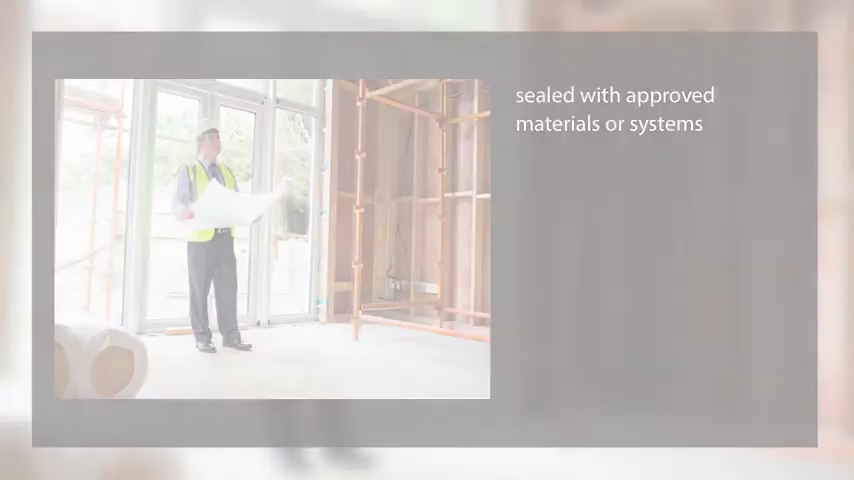 sealed with approved
materials or systems